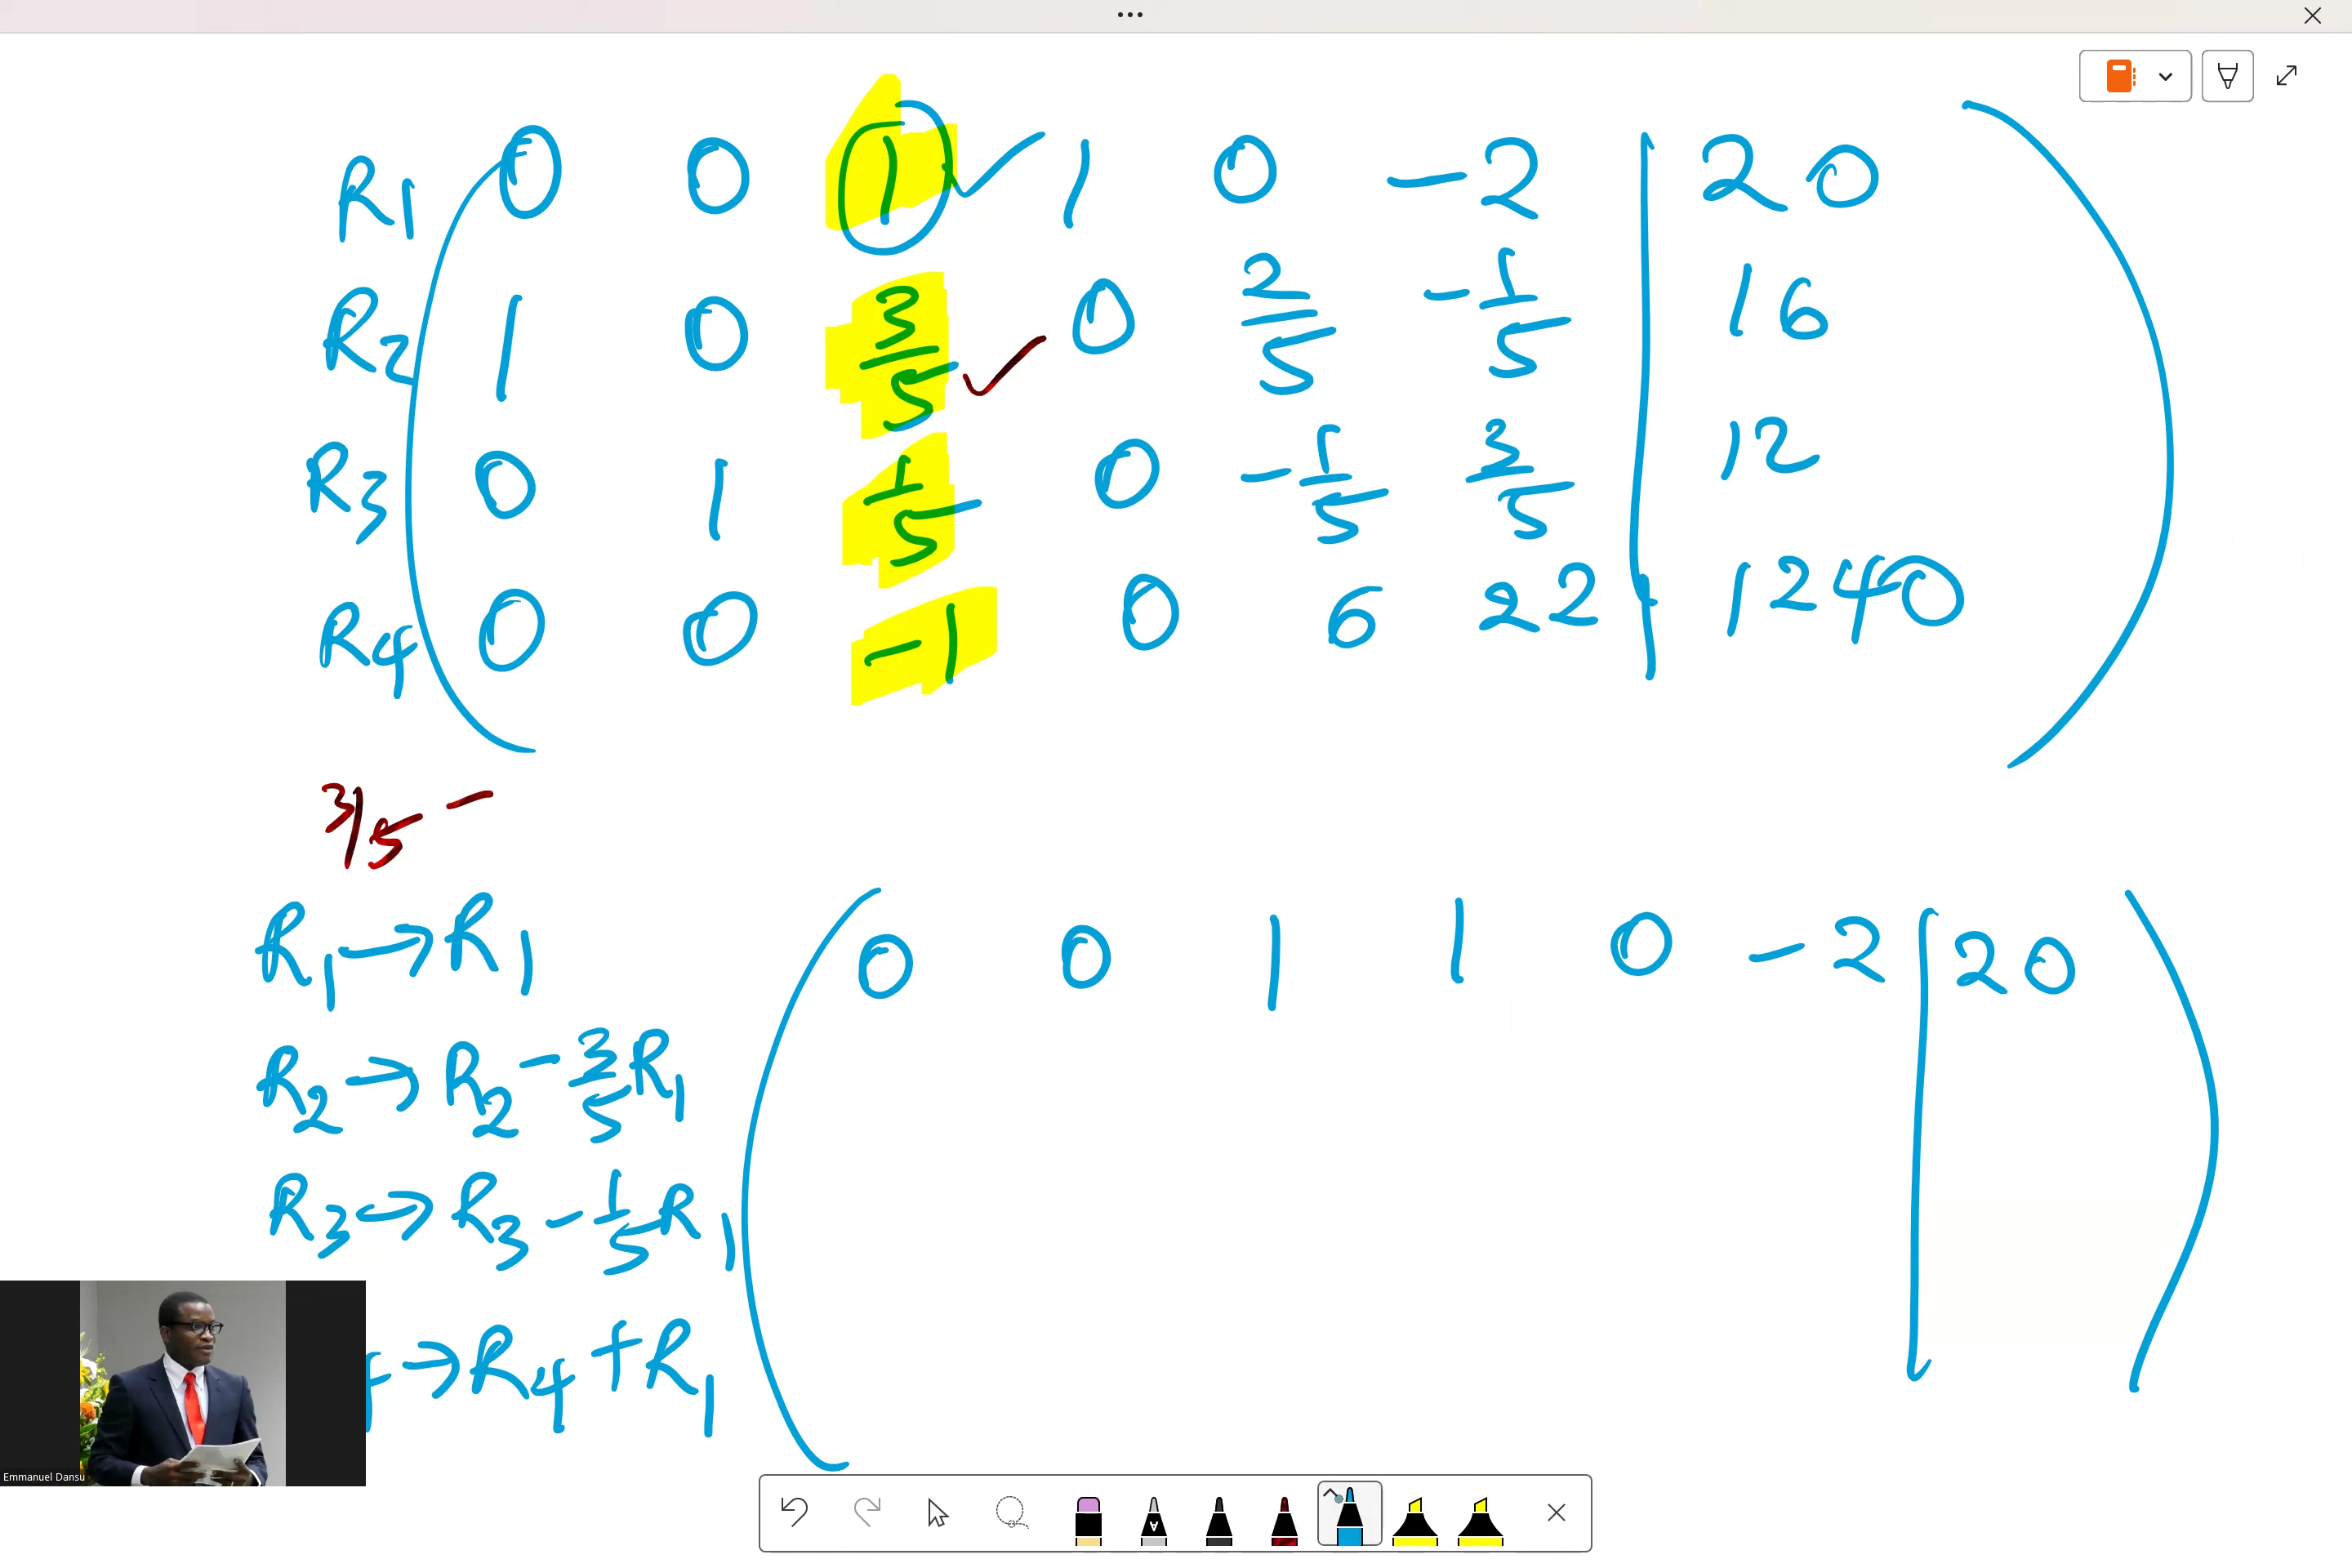 R1 0 0 1 ✓ 1 0 -2 | 20
R2 1 0 3/5 ✓ 0 2/5 -1/5 | 16
R3 0 1 1/5 0 -1/5 3/5 | 12
R4 0 0 -1 0 6 22 | 1240
3/5 -
R1 → R1 0 0 1 1 0 -2 | 20
R2 → R2 - 3/5 R1
R3 → R3 - 1/5 R1
→ R4 + R1
Emmanuel Dansu